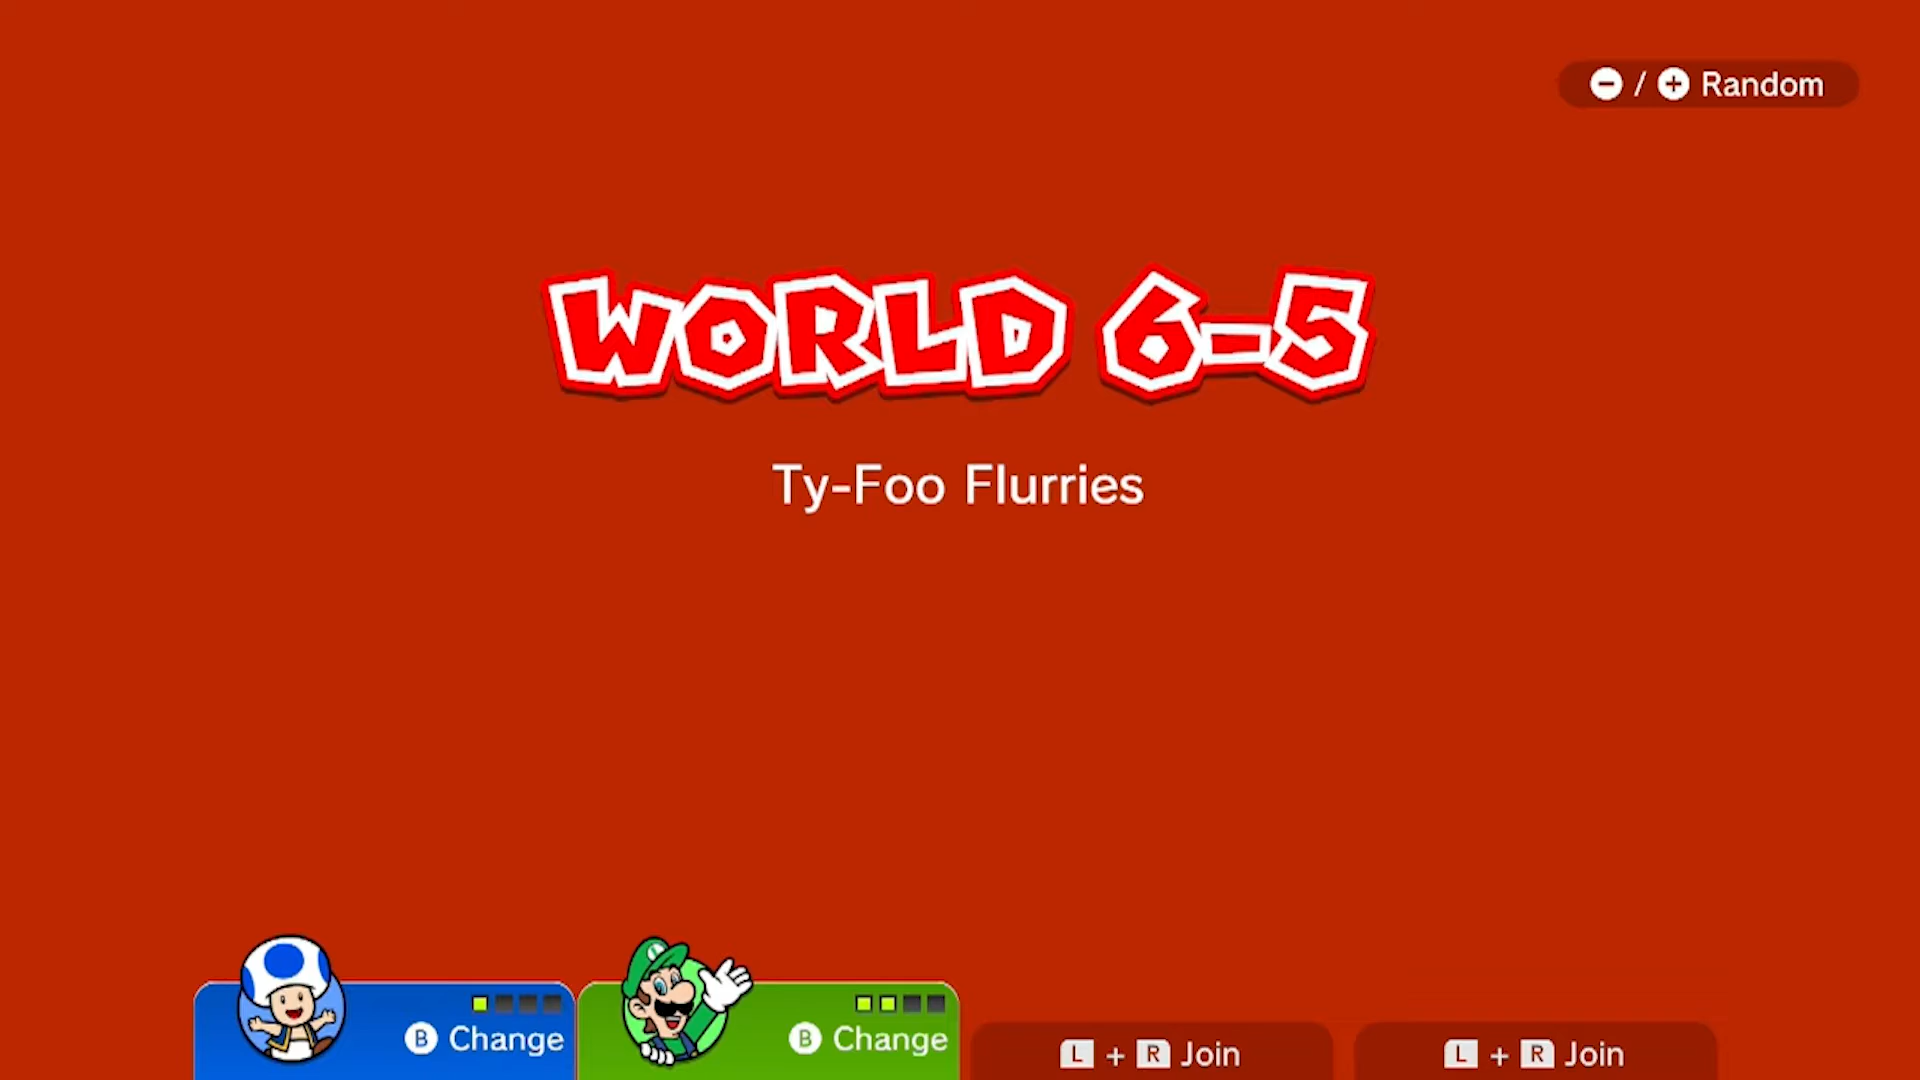 - / + Random
WORLD 6-5
Ty-Foo Flurries
B Change
B Change
L + R Join
L + R Join